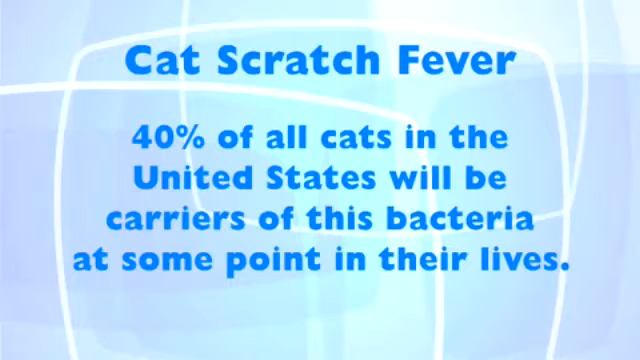 Cat Scratch Fever
40% of all cats in the
United States will be
carriers of this bacteria
at some point in their lives.